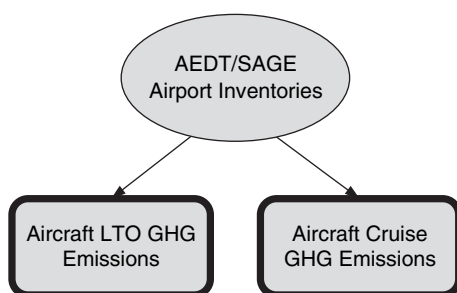 AEDT/SAGE
Airport Inventories
Aircraft LTO GHG
Emissions
Aircraft Cruise
GHG Emissions